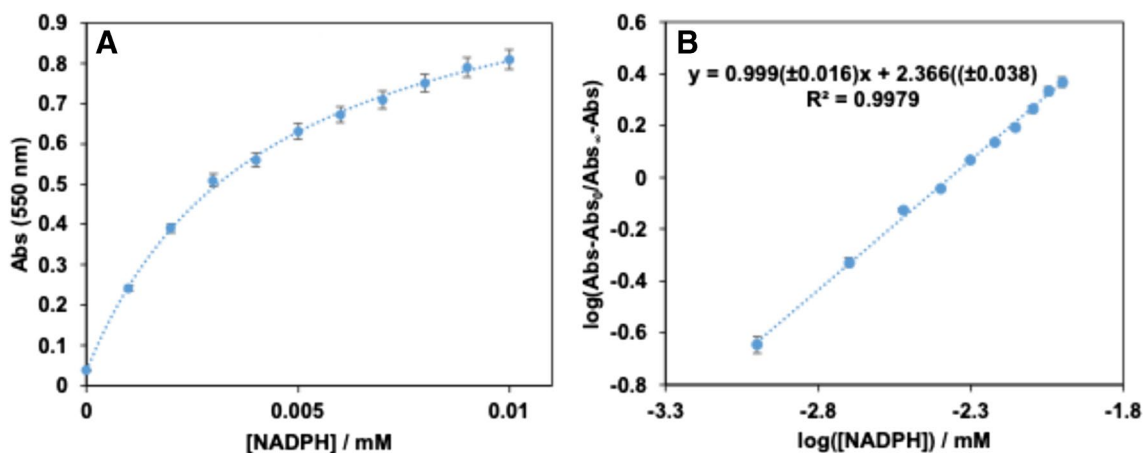 A
0.9
0.8
0.7
0.6
0.5
0.4
0.3
0.2
0.1
0
Abs (550 nm)
0 0.005 0.01
[NADPH] / mM
B
0.6
0.4
0.2
0
-0.2
-0.4
-0.6
-0.8
log(Abs-Abs₀/Abs∞-Abs)
y = 0.999(±0.016)x + 2.366((±0.038)
R² = 0.9979
-3.3 -2.8 -2.3 -1.8
log([NADPH]) / mM